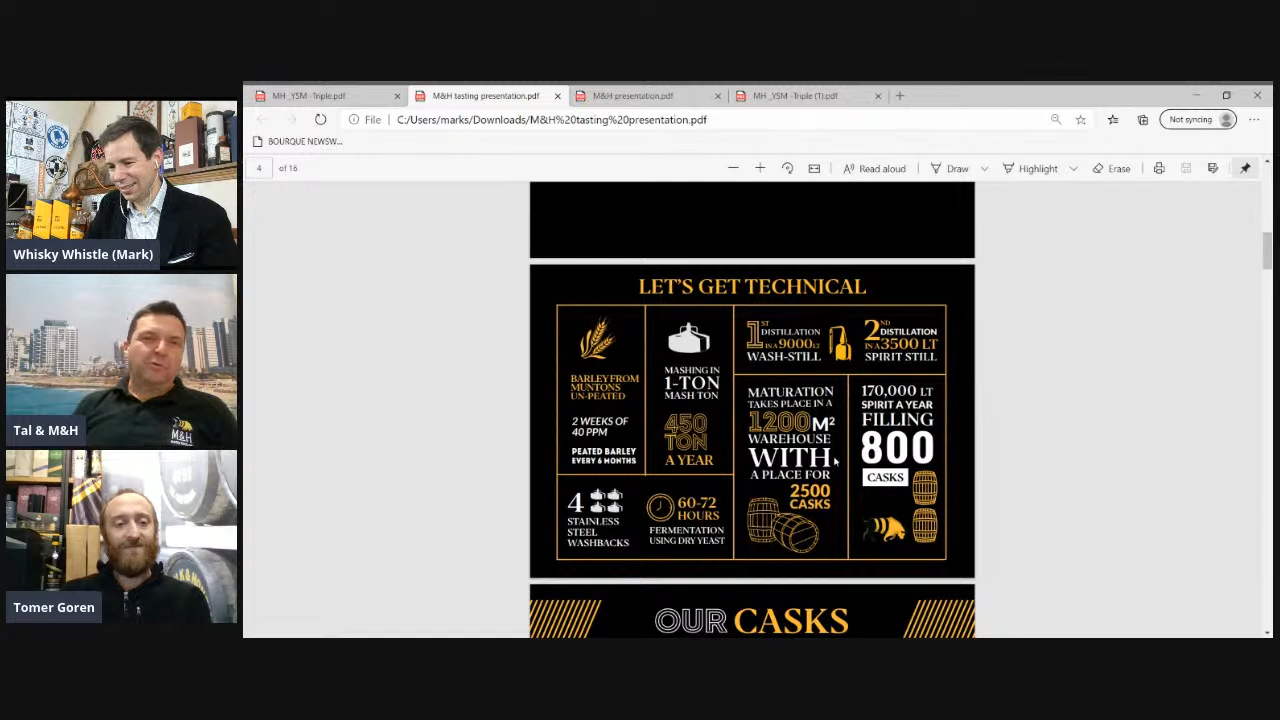 MH_YSM -Triple.pdf
M&H tasting presentation.pdf
M&H presentation.pdf
MH_YSM -Triple (1).pdf
File
C:/Users/marks/Downloads/M&H%20tasting%20presentation.pdf
Not syncing
BOURQUE NEWSW...
4 of 16
Read aloud
Draw
Highlight
Erase
Whisky Whistle (Mark)
Tal & M&H
M&H
Tomer Goren
LET'S GET TECHNICAL
BARLEY FROM
MUNTONS
UN-PEATED
2 WEEKS OF
40 PPM
PEATED BARLEY
EVERY 6 MONTHS
MASHING IN
1-TON
MASH TON
450
TON
A YEAR
4
STAINLESS
STEEL
WASHBACKS
60-72
HOURS
FERMENTATION
USING DRY YEAST
1ST
DISTILLATION
IN A 9000 LT
WASH-STILL
2ND
DISTILLATION
IN A 3500 LT
SPIRIT STILL
MATURATION
TAKES PLACE IN A
1200M²
WAREHOUSE
WITH
A PLACE FOR
2500
CASKS
170,000 LT
SPIRIT A YEAR
FILLING
800
CASKS
OUR CASKS